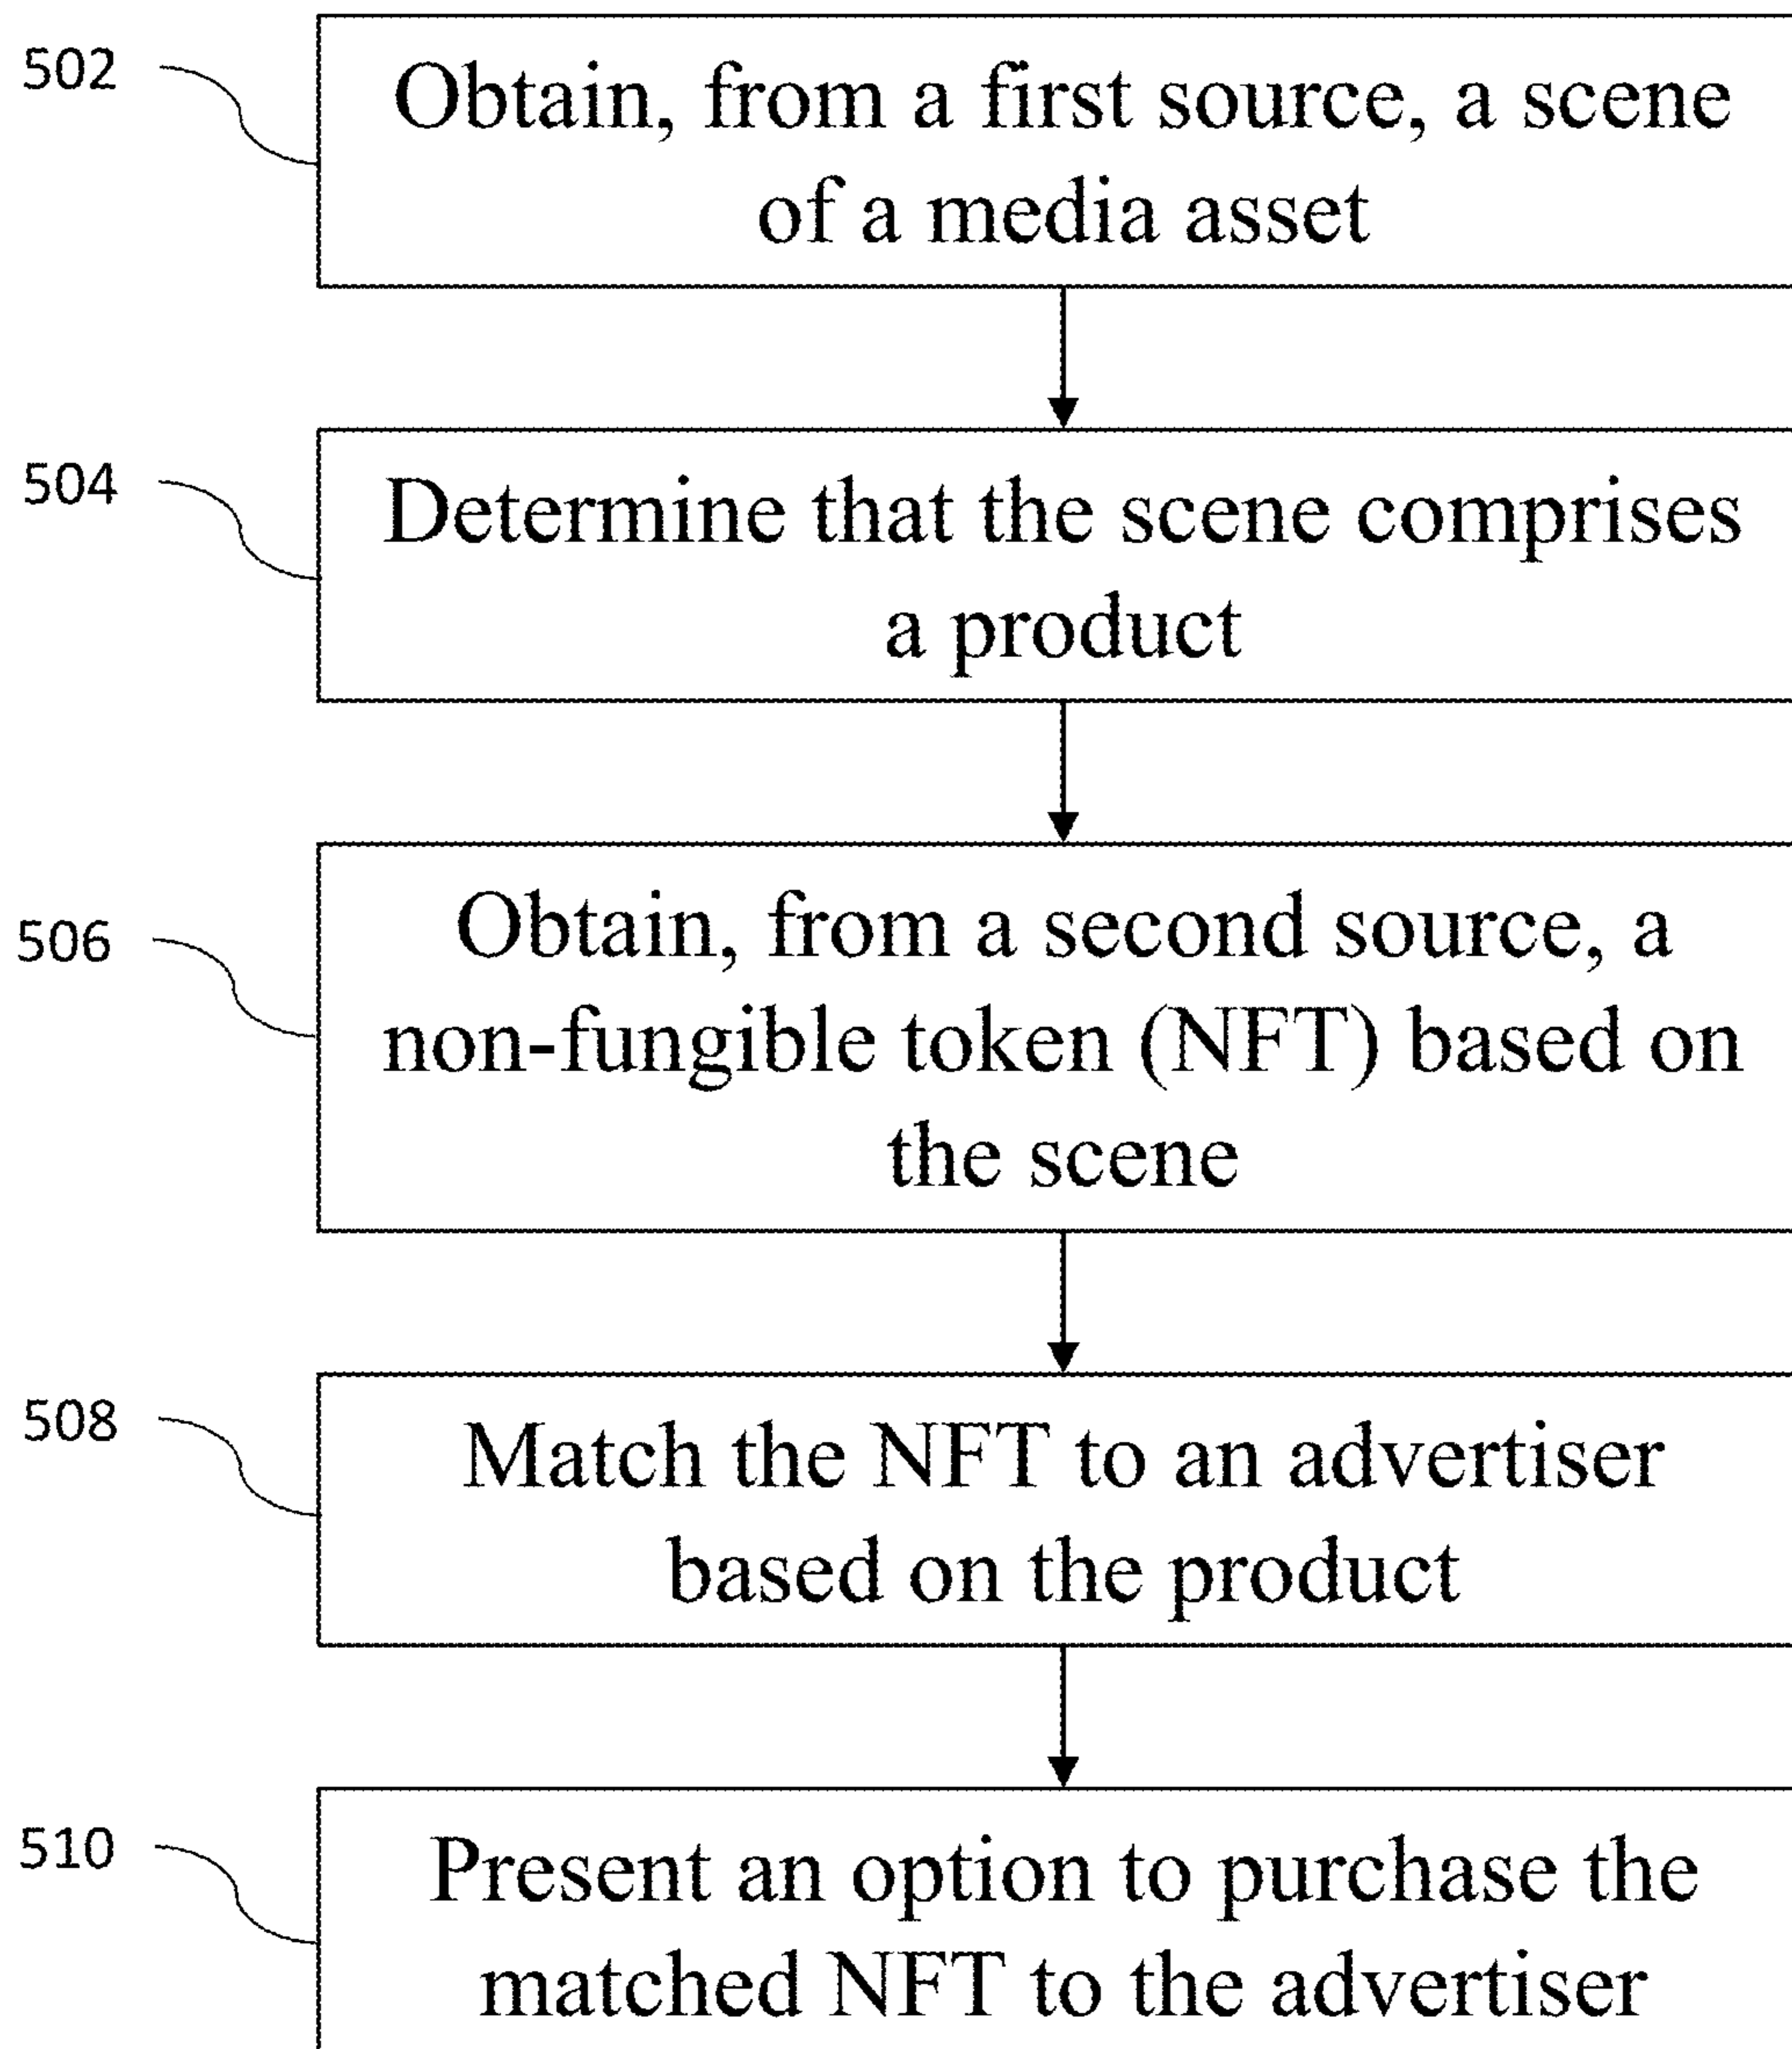 502
Obtain, from a first source, a scene
of a media asset
504
Determine that the scene comprises
a product
506
Obtain, from a second source, a
non-fungible token (NFT) based on
the scene
508
Match the NFT to an advertiser
based on the product
510
Present an option to purchase the
matched NFT to the advertiser